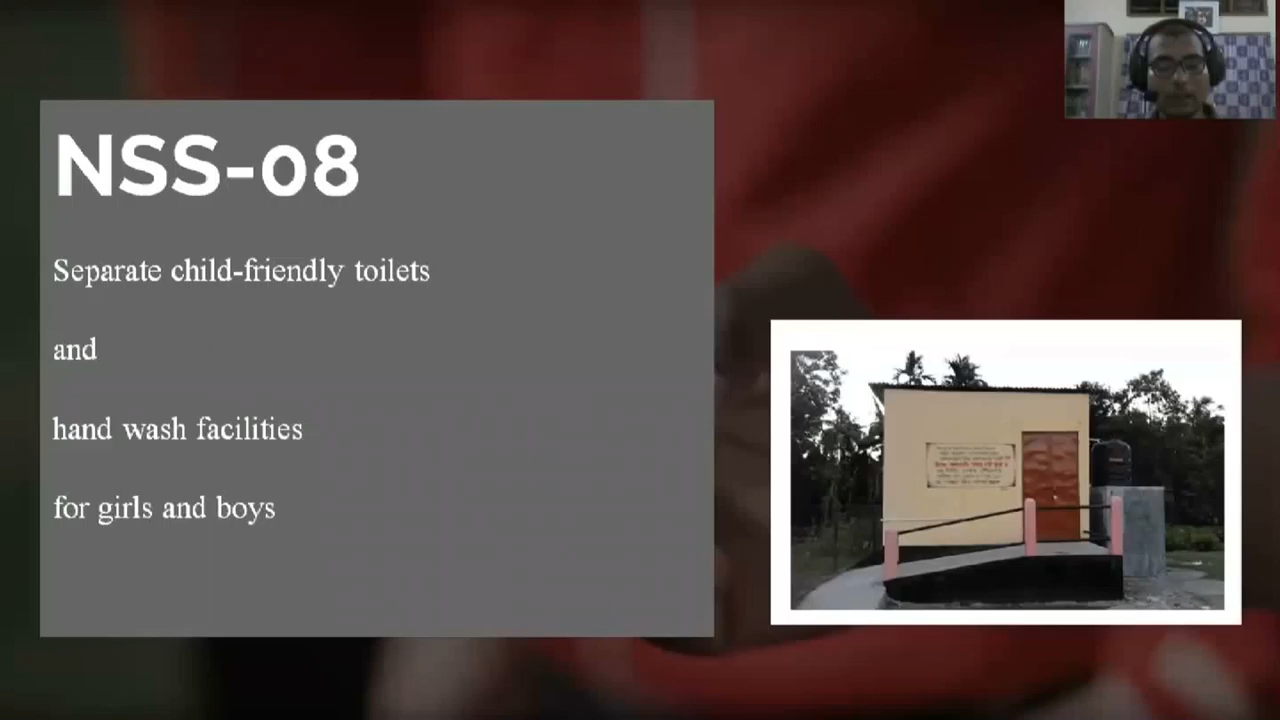 NSS-08
Separate child-friendly toilets
and
hand wash facilities
for girls and boys